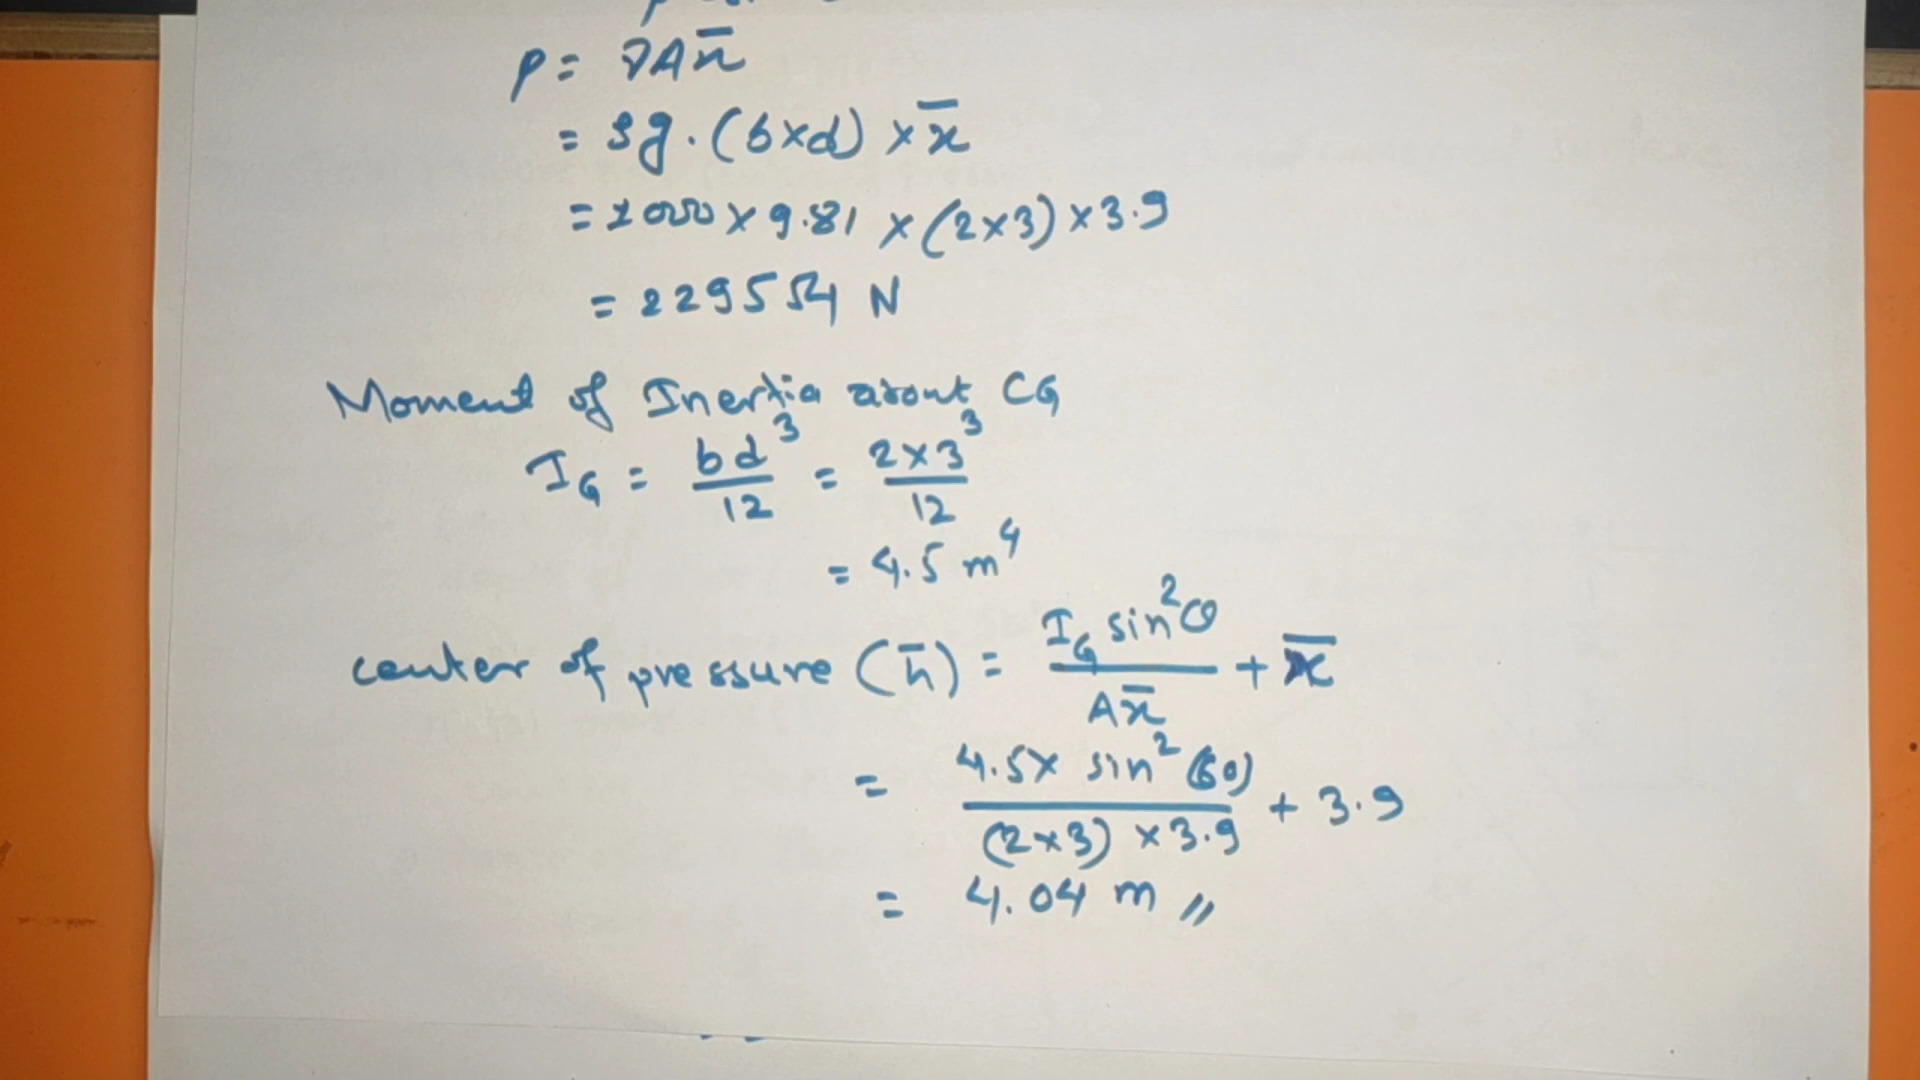 P = γA x̄
= ρg.(b×d) × x̄
= 1000 × 9.81 × (2×3) × 3.9
= 229554 N
Moment of Inertia about CG
I_G = bd³/12 = 2×3³/12
= 4.5 m⁴
center of pressure (h̄) = I_G sin²θ / A x̄ + x̄
= 4.5× sin²(60) / (2×3) × 3.9 + 3.9
= 4.04 m //